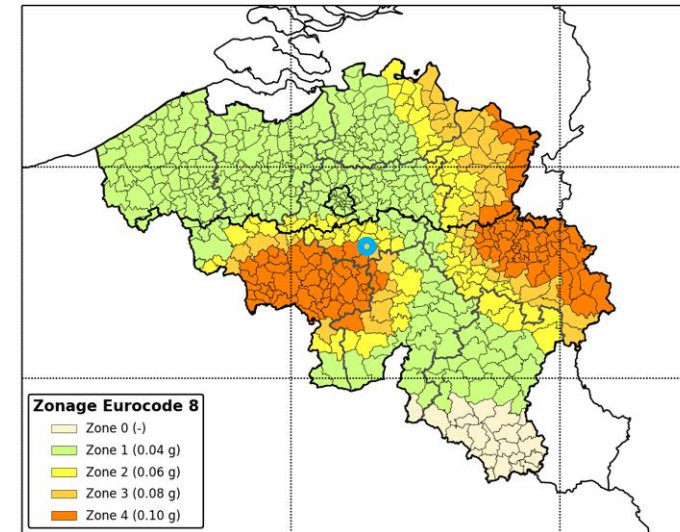 Zonage Eurocode 8
Zone 0 (-)
Zone 1 (0.04 g)
Zone 2 (0.06 g)
Zone 3 (0.08 g)
Zone 4 (0.10 g)